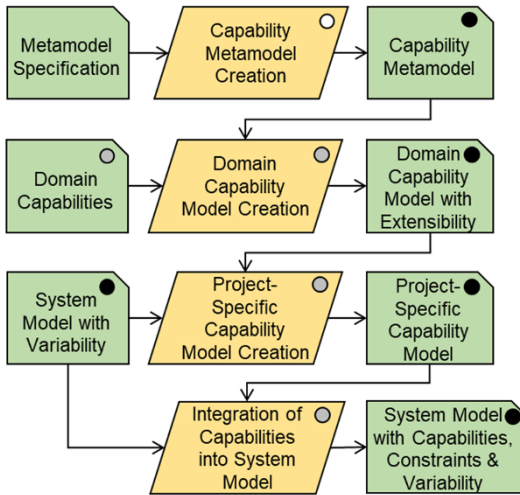 Metamodel
Specification
Capability
Metamodel
Creation
Capability
Metamodel
Domain
Capabilities
Domain
Capability
Model Creation
Domain
Capability
Model with
Extensibility
System
Model with
Variability
Project-
Specific
Capability
Model Creation
Project-
Specific
Capability
Model
Integration of
Capabilities
into System
Model
System Model
with Capabilities,
Constraints &
Variability